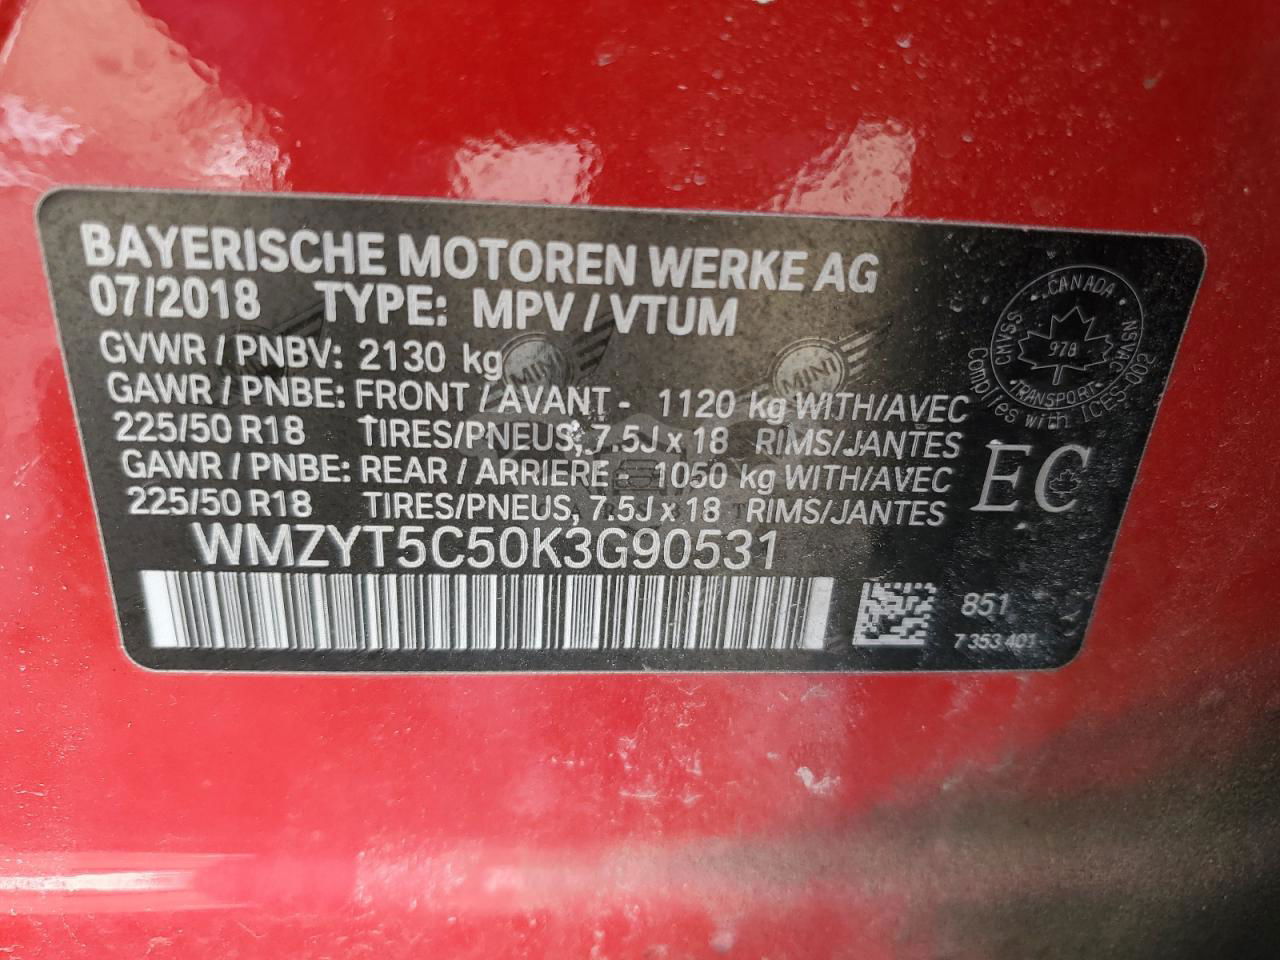 BAYERISCHE MOTOREN WERKE AG
07/2018 TYPE: MPV / VTUM
GVWR / PNBV: 2130 kg
GAWR / PNBE: FRONT / AVANT - 1120 kg WITH/AVEC
225/50 R18 TIRES/PNEUS, 7.5J x 18 RIMS/JANTES
GAWR / PNBE: REAR / ARRIERE - 1050 kg WITH/AVEC
225/50 R18 TIRES/PNEUS, 7.5J x 18 RIMS/JANTES
WMZYT5C50K3G90531
MINI
MINI
CANADA
CMVSS
NSVAC
978
TRANSPORT
Complies with ICES-002
EC
851
7 353 401